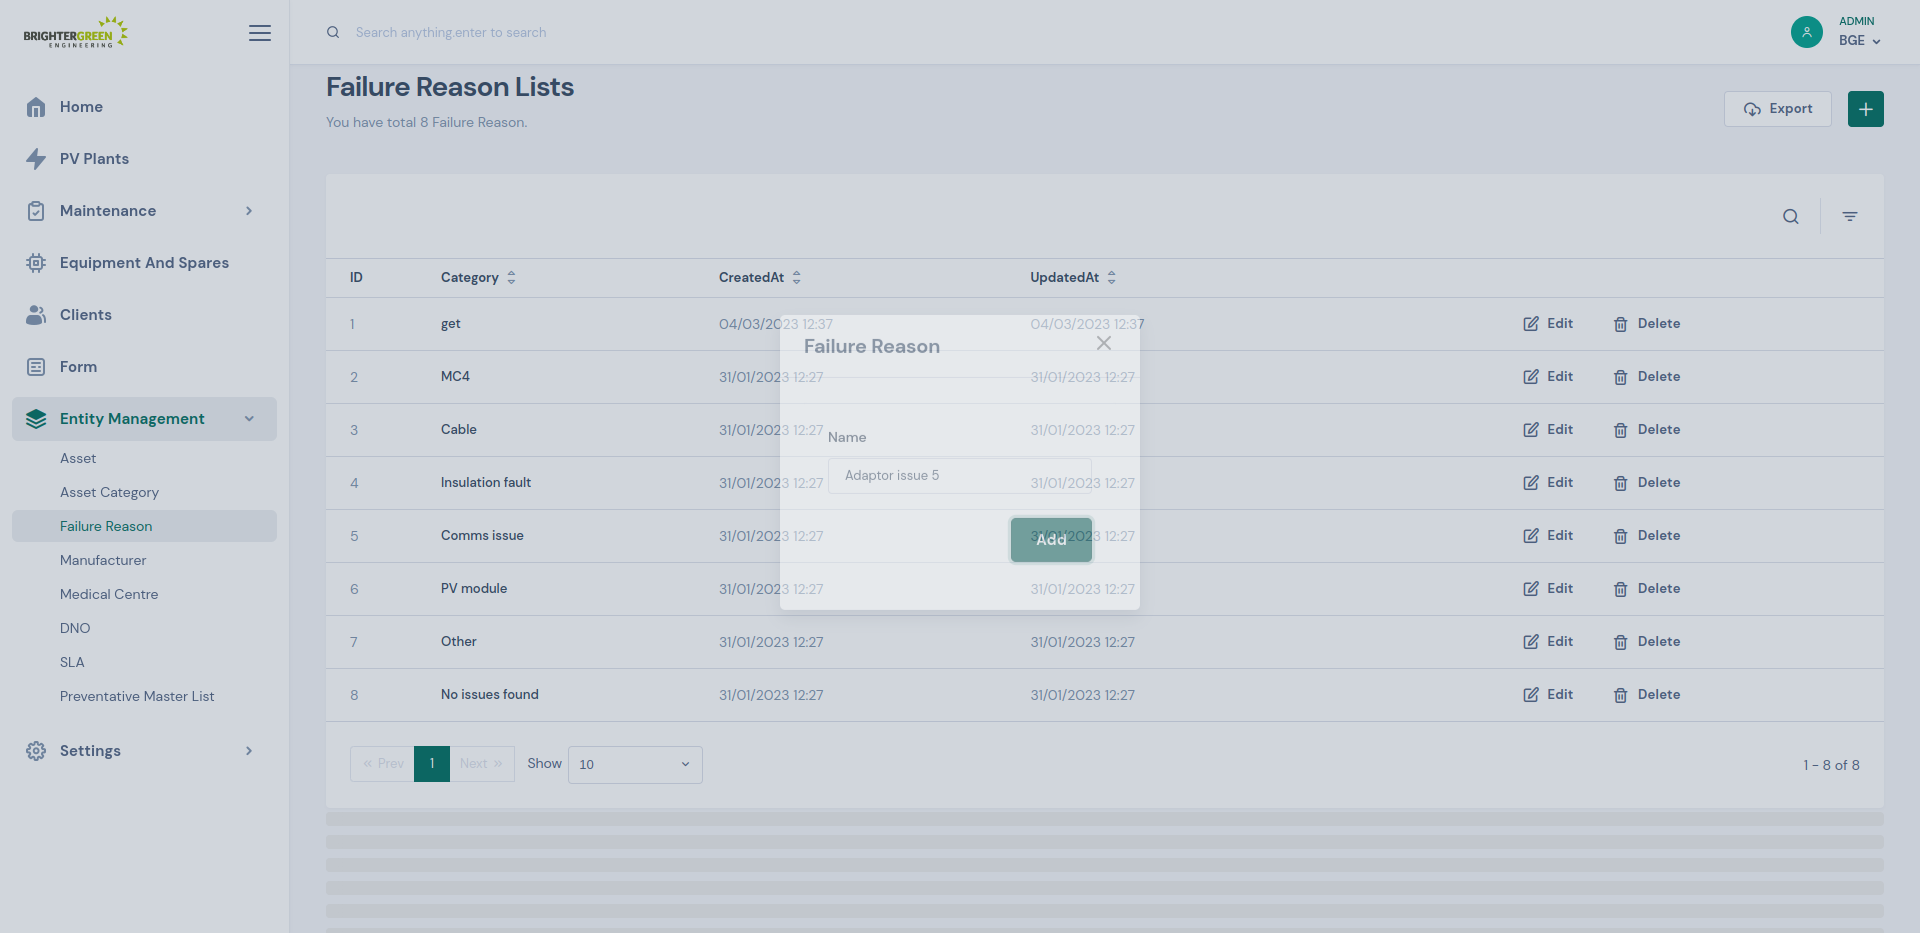 BRIGHTERGREEN
ENGINEERING
Search anything.enter to search
ADMIN
BGE
Home
PV Plants
Maintenance
Equipment And Spares
Clients
Form
Entity Management
Asset
Asset Category
Failure Reason
Manufacturer
Medical Centre
DNO
SLA
Preventative Master List
Settings
Failure Reason Lists
You have total 8 Failure Reason.
Export
ID Category CreatedAt UpdatedAt
1 get 04/03/2023 12:37 04/03/2023 12:37 Edit Delete
2 MC4 31/01/2023 12:27 31/01/2023 12:27 Edit Delete
3 Cable 31/01/2023 12:27 31/01/2023 12:27 Edit Delete
4 Insulation fault 31/01/2023 12:27 31/01/2023 12:27 Edit Delete
5 Comms issue 31/01/2023 12:27 31/01/2023 12:27 Edit Delete
6 PV module 31/01/2023 12:27 31/01/2023 12:27 Edit Delete
7 Other 31/01/2023 12:27 31/01/2023 12:27 Edit Delete
8 No issues found 31/01/2023 12:27 31/01/2023 12:27 Edit Delete
Failure Reason
Name
Adaptor issue 5
Add
« Prev 1 Next » Show 10
1 - 8 of 8